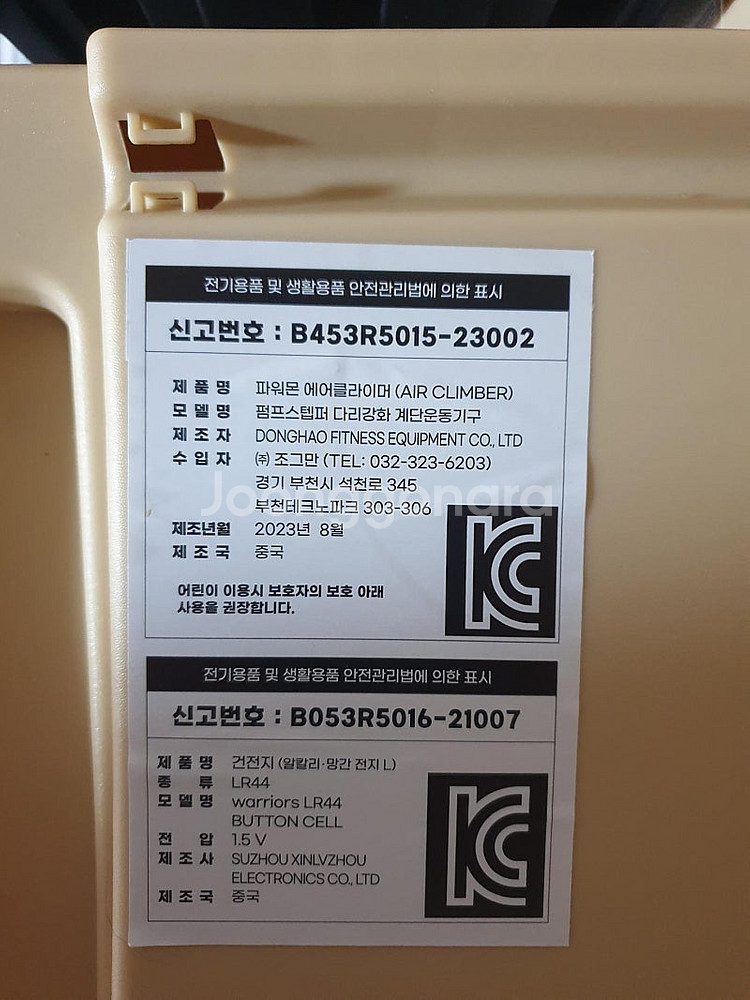 전기용품 및 생활용품 안전관리법에 의한 표시
신고번호 : B453R5015-23002
제품명 파워몬 에어클라이머 (AIR CLIMBER)
모델명 펌프스텝퍼 다리강화 계단운동기구
제조자 DONGHAO FITNESS EQUIPMENT CO., LTD
수입자 ㈜ 조그만 (TEL: 032-323-6203)
경기 부천시 석천로 345
부천테크노파크 303-306
Joonggonara
제조년월 2023년 8월
제조국 중국
어린이 이용시 보호자의 보호 아래
사용을 권장합니다.
전기용품 및 생활용품 안전관리법에 의한 표시
신고번호 : B053R5016-21007
제품명 건전지 (알칼리·망간 전지 L)
종류 LR44
모델명 warriors LR44
BUTTON CELL
전압 1.5 V
제조사 SUZHOU XINLVZHOU
ELECTRONICS CO., LTD
제조국 중국